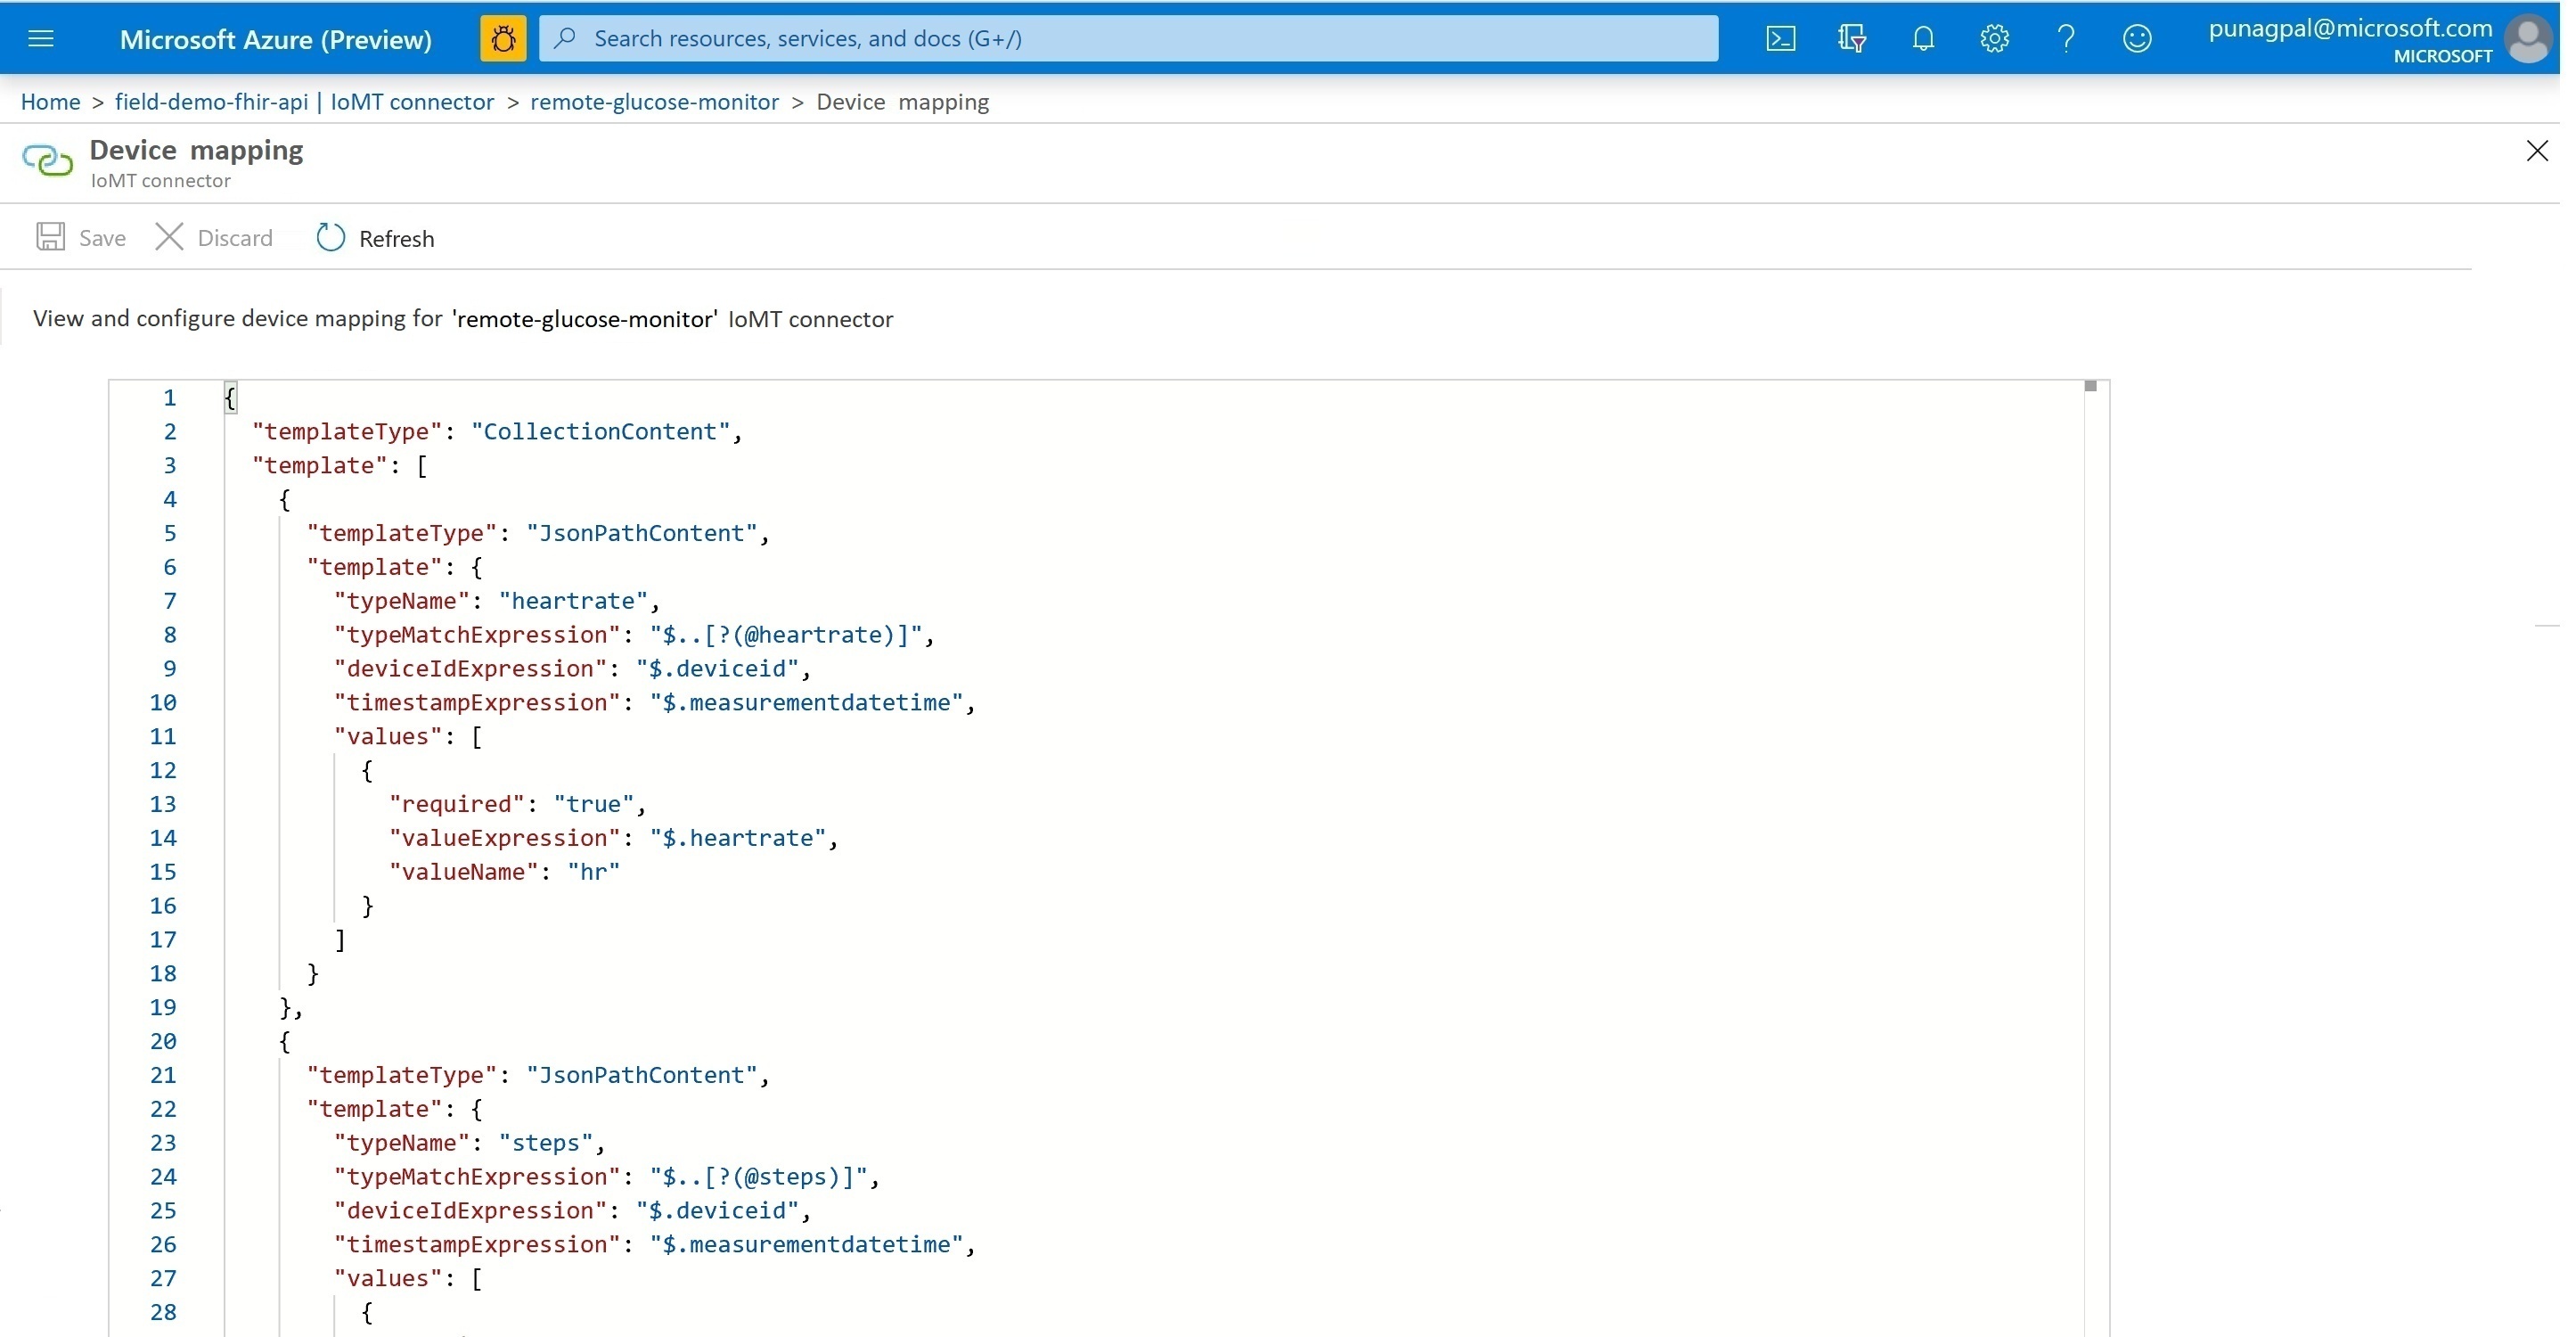 Microsoft Azure (Preview)
Search resources, services, and docs (G+/)
punagpal@microsoft.com
MICROSOFT
Home > field-demo-fhir-api | IoMT connector > remote-glucose-monitor > Device mapping
Device mapping
IoMT connector
Save Discard Refresh
View and configure device mapping for 'remote-glucose-monitor' IoMT connector
1 {
2 "templateType": "CollectionContent",
3 "template": [
4 {
5 "templateType": "JsonPathContent",
6 "template": {
7 "typeName": "heartrate",
8 "typeMatchExpression": "$..[?(@heartrate)]",
9 "deviceIdExpression": "$.deviceid",
10 "timestampExpression": "$.measurementdatetime",
11 "values": [
12 {
13 "required": "true",
14 "valueExpression": "$.heartrate",
15 "valueName": "hr"
16 }
17 ]
18 }
19 },
20 {
21 "templateType": "JsonPathContent",
22 "template": {
23 "typeName": "steps",
24 "typeMatchExpression": "$..[?(@steps)]",
25 "deviceIdExpression": "$.deviceid",
26 "timestampExpression": "$.measurementdatetime",
27 "values": [
28 {